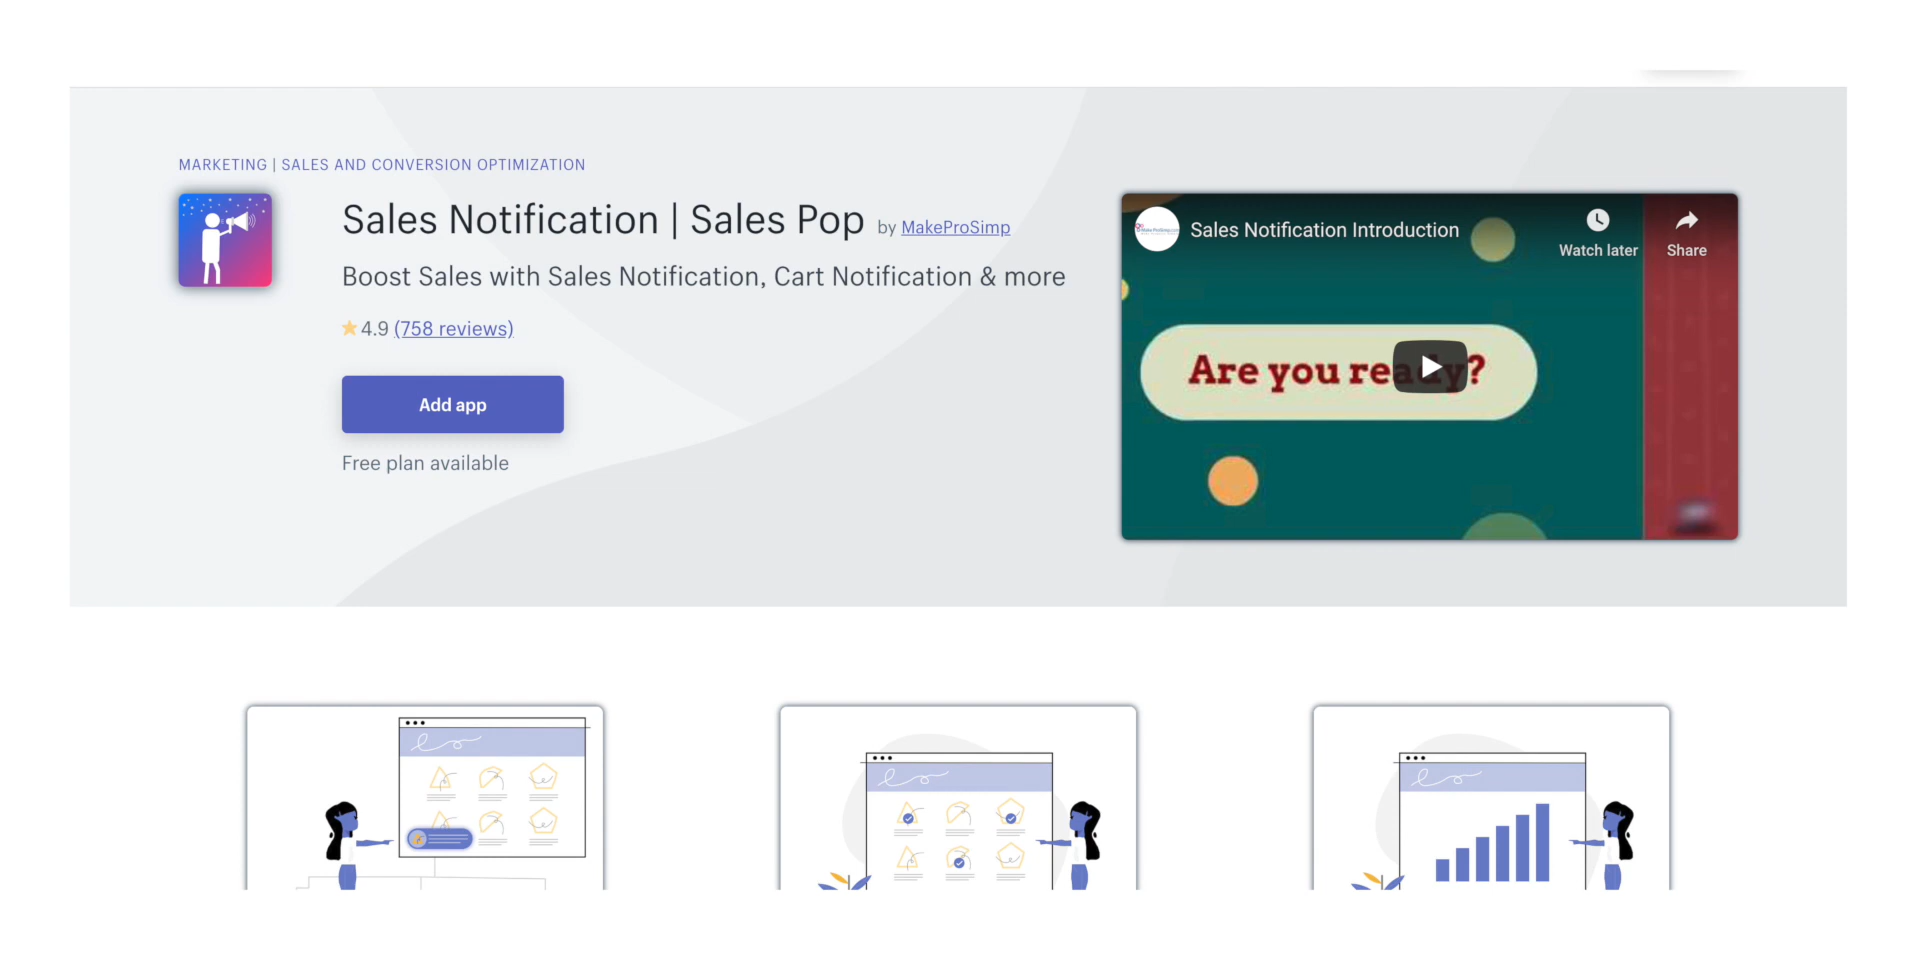 MARKETING | SALES AND CONVERSION OPTIMIZATION
Sales Notification | Sales Pop by MakeProSimp
Boost Sales with Sales Notification, Cart Notification & more
4.9 (758 reviews)
Add app
Free plan available
Sales Notification Introduction
Watch later
Share
Are you ready?